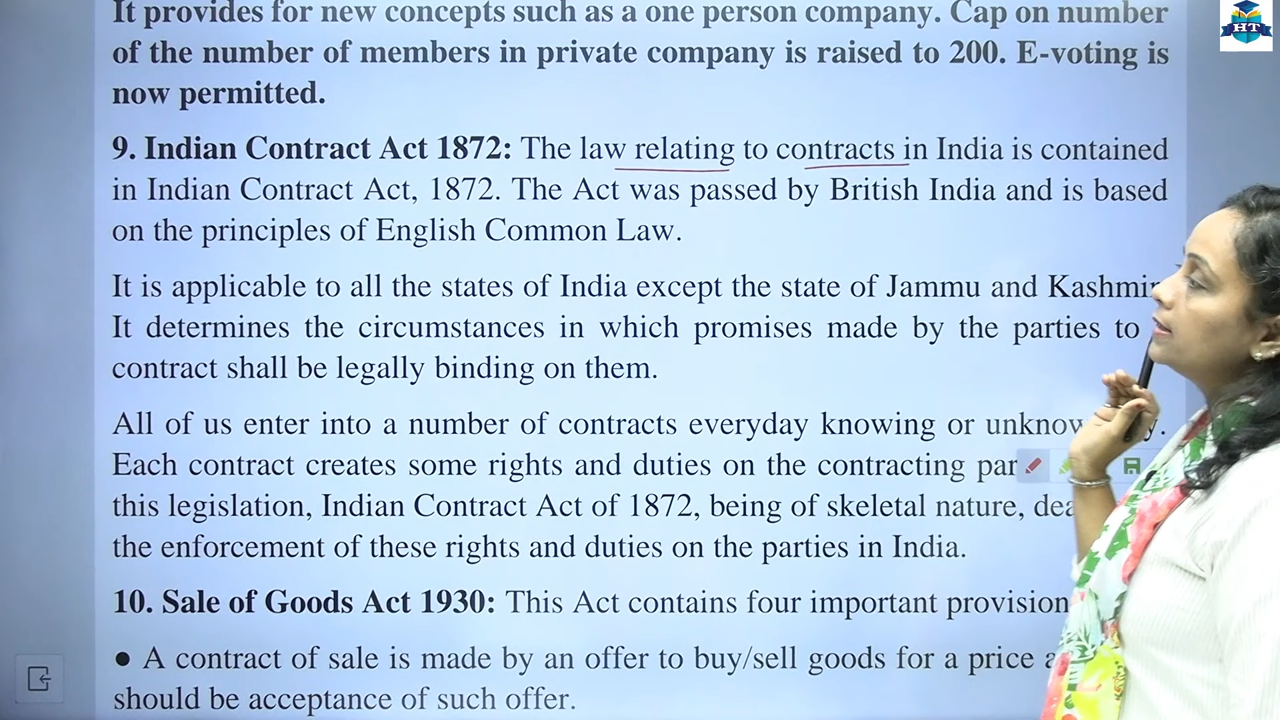 It provides for new concepts such as a one person company. Cap on number
of the number of members in private company is raised to 200. E-voting is
now permitted.
9. Indian Contract Act 1872: The law relating to contracts in India is contained
in Indian Contract Act, 1872. The Act was passed by British India and is based
on the principles of English Common Law.
It is applicable to all the states of India except the state of Jammu and Kashmir
It determines the circumstances in which promises made by the parties to
contract shall be legally binding on them.
All of us enter into a number of contracts everyday knowing or
Each contract creates some rights and duties on the contracting
this legislation, Indian Contract Act of 1872, being of skeletal nature,
the enforcement of these rights and duties on the parties in India.
10. Sale of Goods Act 1930: This Act contains four important
● A contract of sale is made by an offer to buy/sell goods for a price
should be acceptance of such offer.
HT